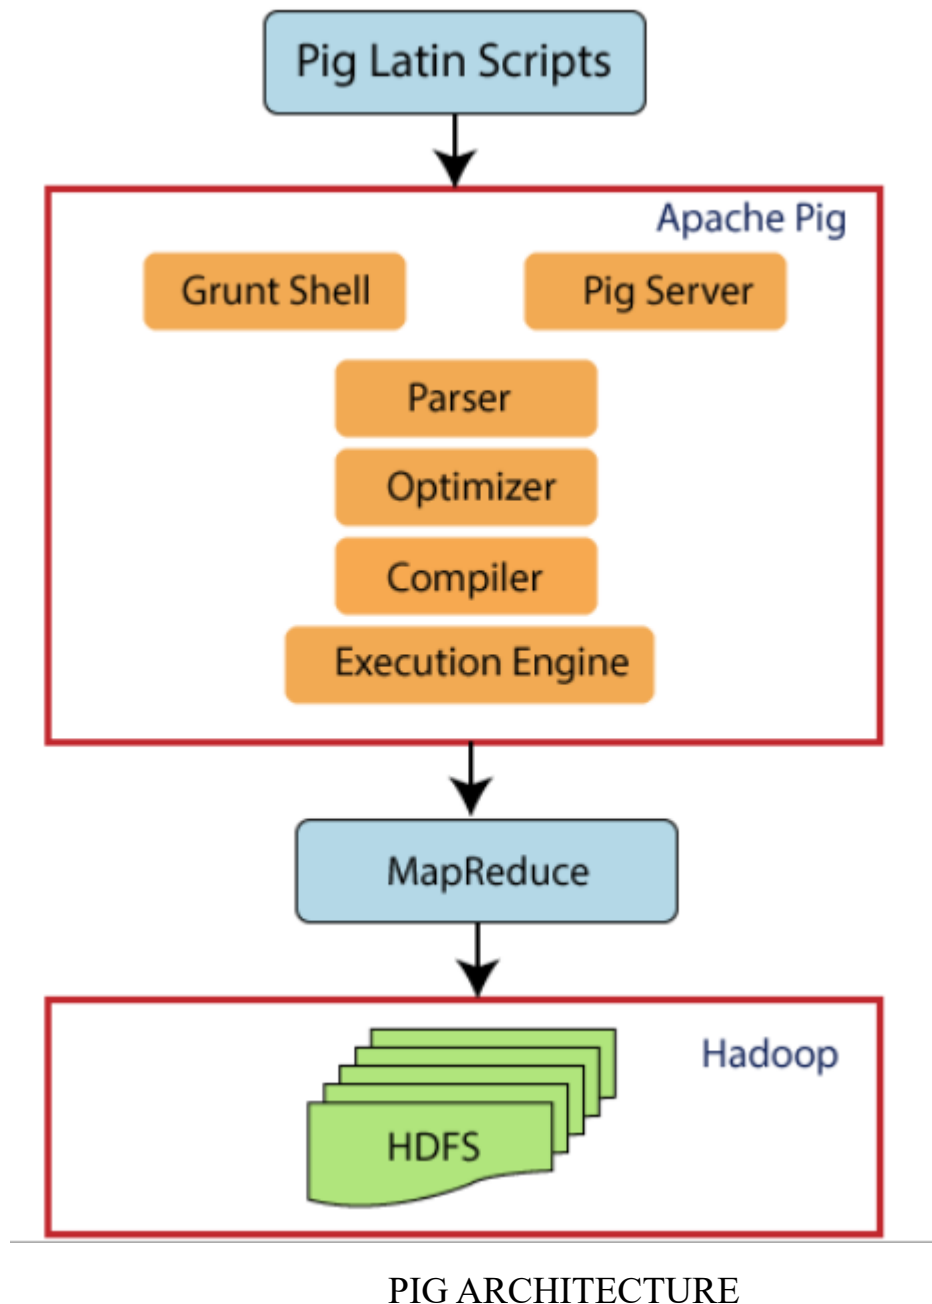 Pig Latin Scripts
Apache Pig
Grunt Shell
Pig Server
Parser
Optimizer
Compiler
Execution Engine
MapReduce
Hadoop
HDFS
PIG ARCHITECTURE